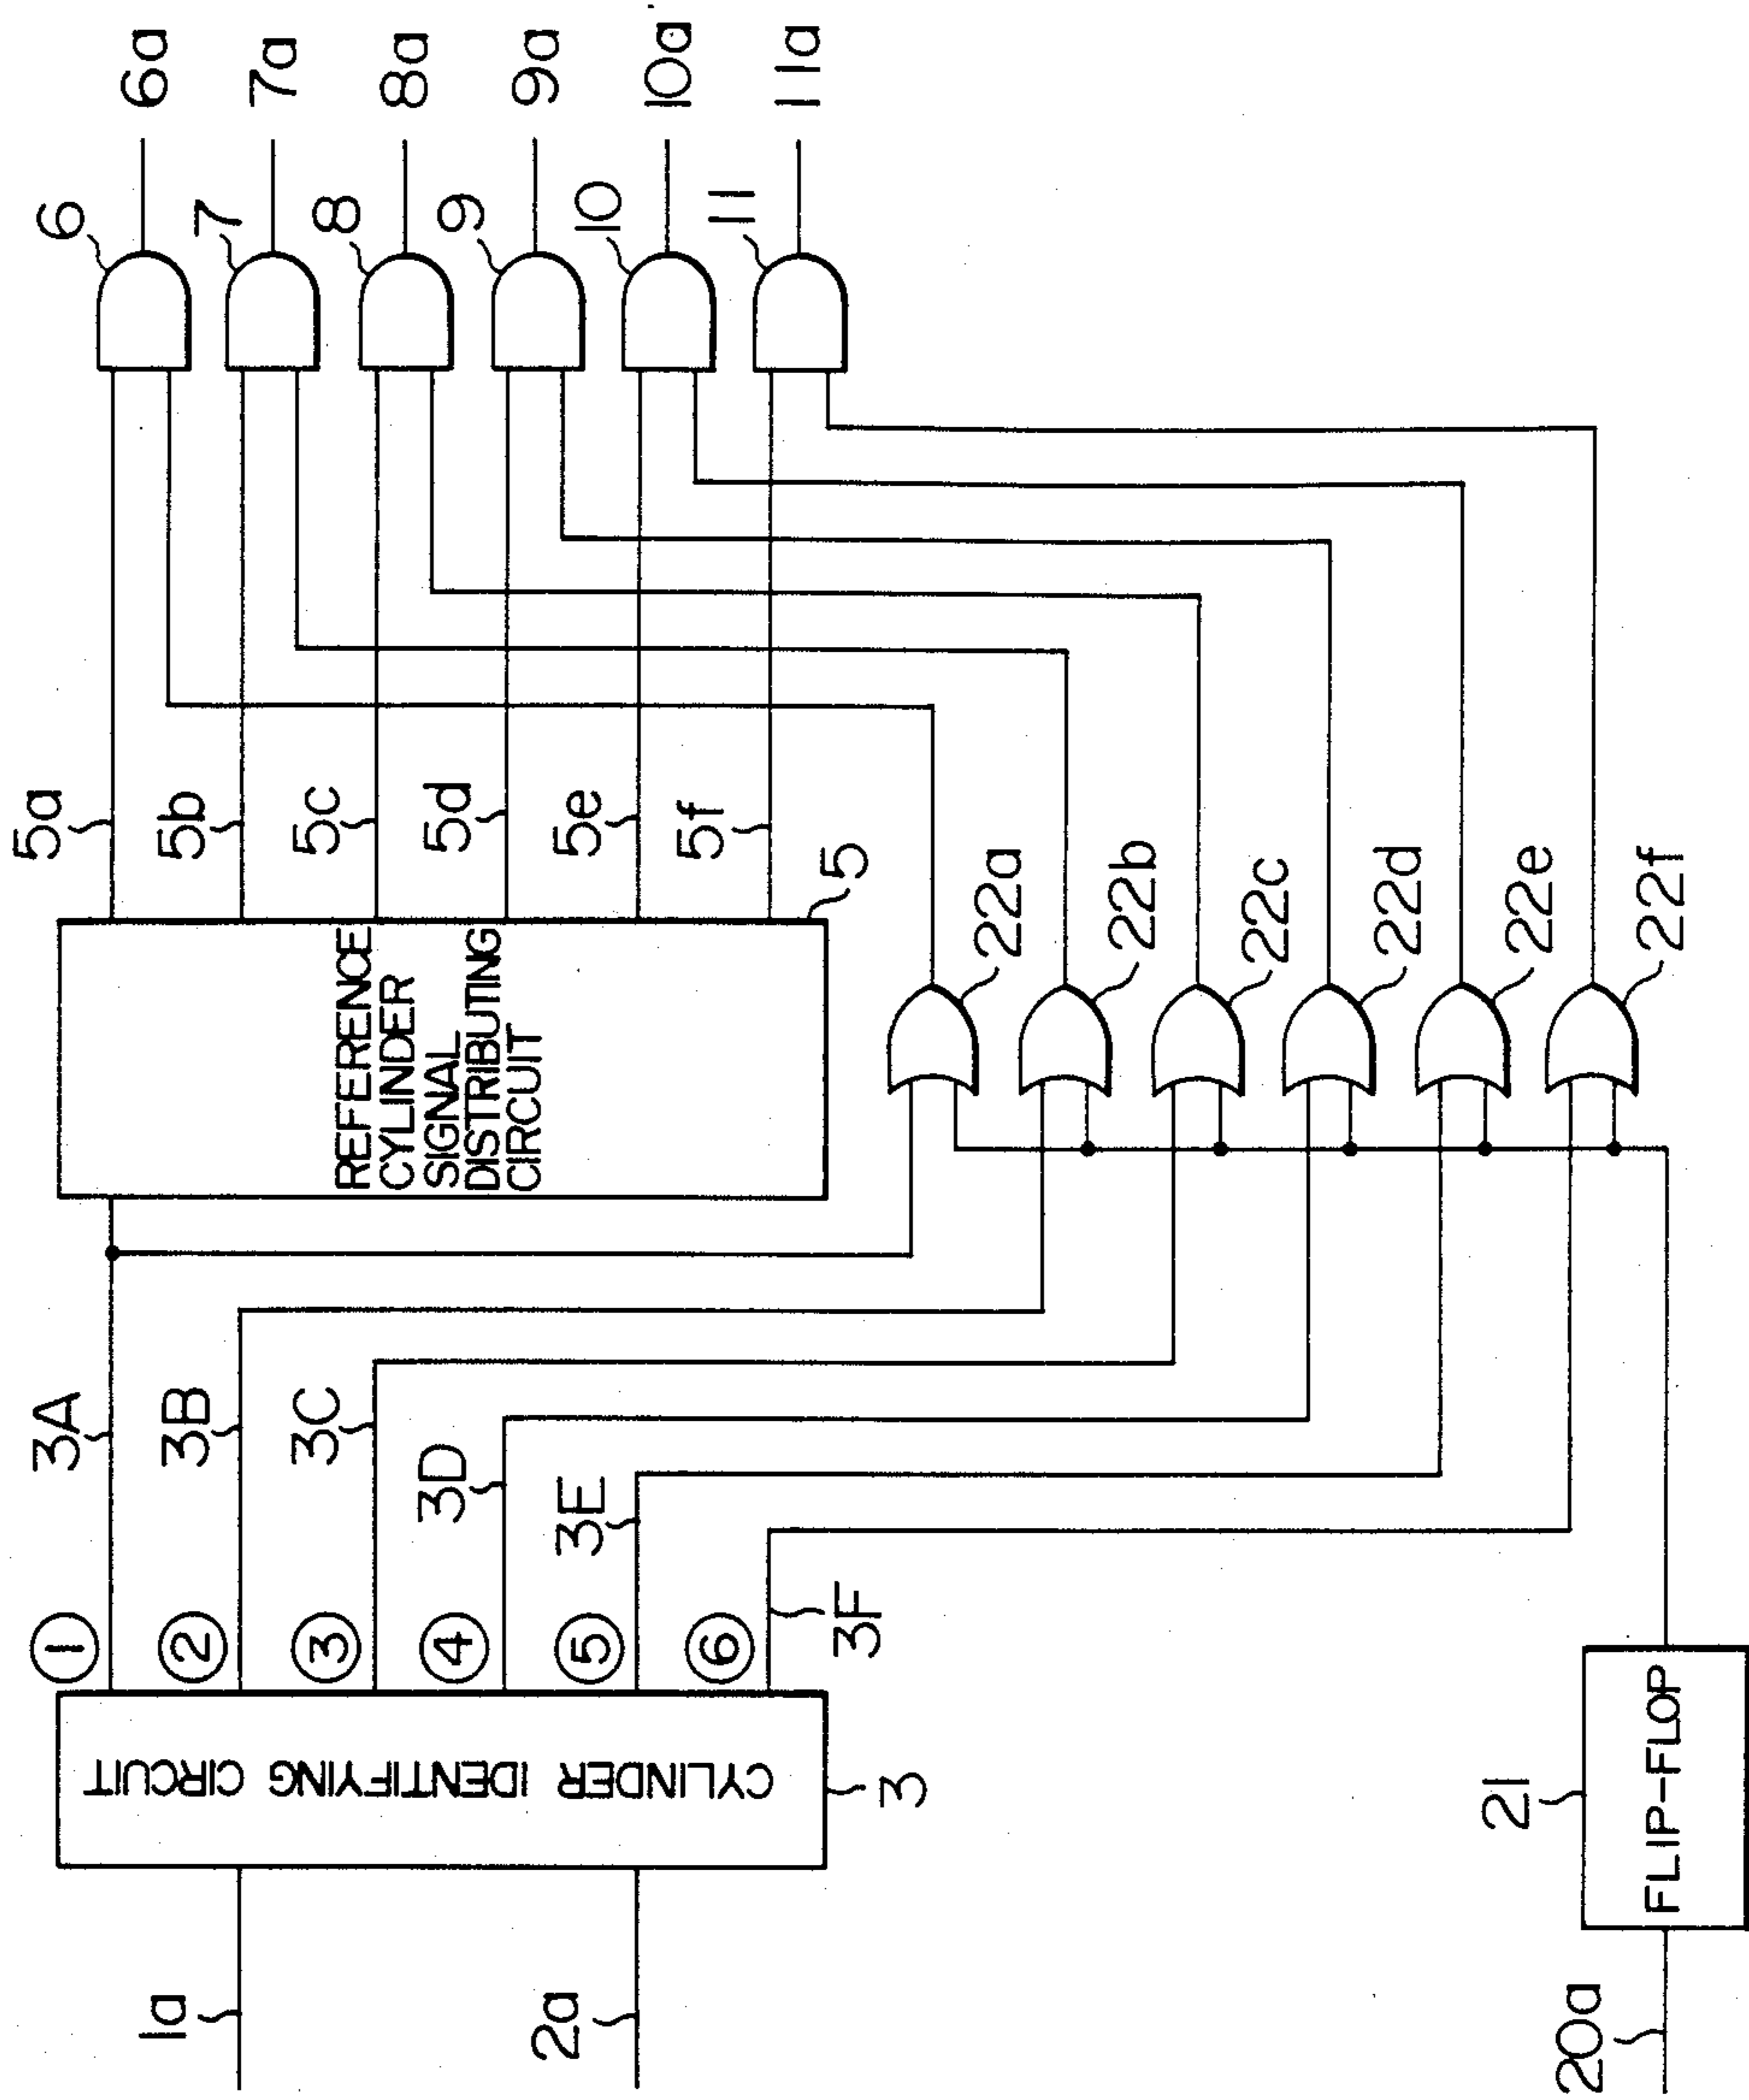 1a
2a
CYLINDER IDENTIFYING CIRCUIT
3
①
②
③
④
⑤
⑥
3A
3B
3C
3D
3E
3F
REFERENCE
CYLINDER
SIGNAL
DISTRIBUTING
CIRCUIT
5
5a
5b
5c
5d
5e
5f
6
7
8
9
10
11
6a
7a
8a
9a
10a
11a
22a
22b
22c
22d
22e
22f
20a
21
FLIP-FLOP